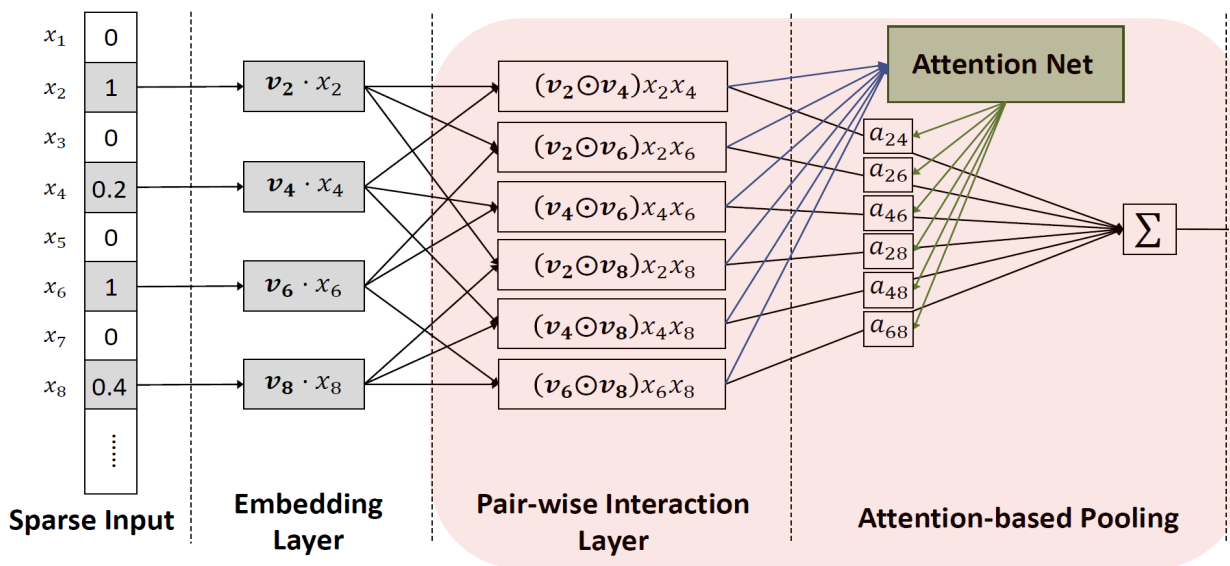 x₁ 0
x₂ 1
x₃ 0
x₄ 0.2
x₅ 0
x₆ 1
x₇ 0
x₈ 0.4
......
Sparse Input
v₂ · x₂
v₄ · x₄
v₆ · x₆
v₈ · x₈
Embedding
Layer
(v₂⊙v₄)x₂x₄
(v₂⊙v₆)x₂x₆
(v₄⊙v₆)x₄x₆
(v₂⊙v₈)x₂x₈
(v₄⊙v₈)x₄x₈
(v₆⊙v₈)x₆x₈
Pair-wise Interaction
Layer
Attention Net
a₂₄
a₂₆
a₄₆
a₂₈
a₄₈
a₆₈
∑
Attention-based Pooling